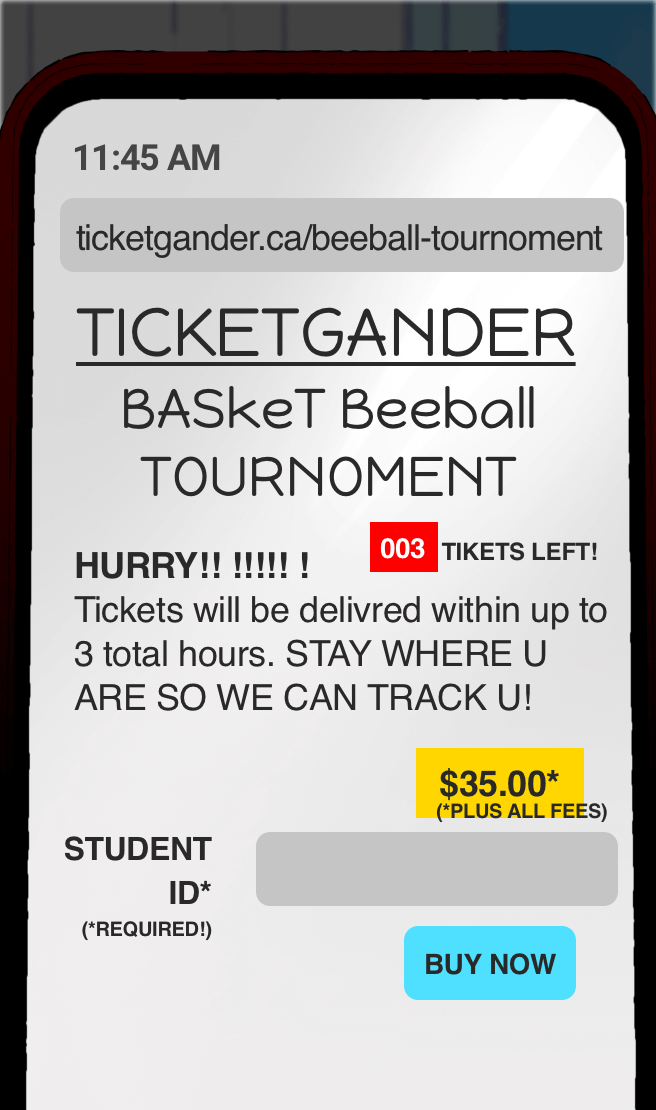 11:45 AM
ticketgander.ca/beeball-tournoment
TICKETGANDER
BASkeT Beeball
TOURNOMENT
003 TIKETS LEFT!
HURRY!! !!!!! !
Tickets will be delivred within up to
3 total hours. STAY WHERE U
ARE SO WE CAN TRACK U!
$35.00*
(*PLUS ALL FEES)
STUDENT
ID*
(*REQUIRED!)
BUY NOW